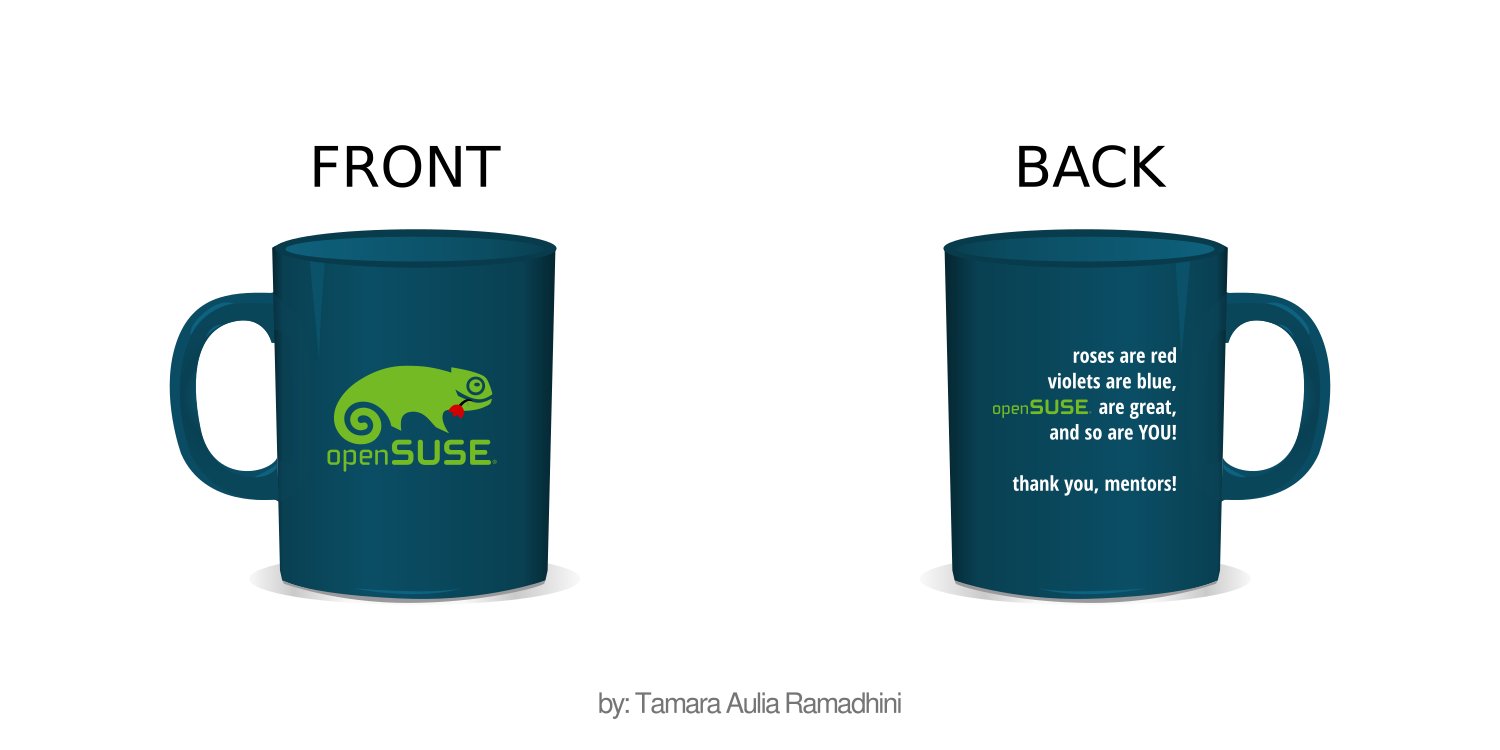 FRONT
BACK
openSUSE
roses are red
violets are blue,
openSUSE are great,
and so are YOU!
thank you, mentors!
by: Tamara Aulia Ramadhini